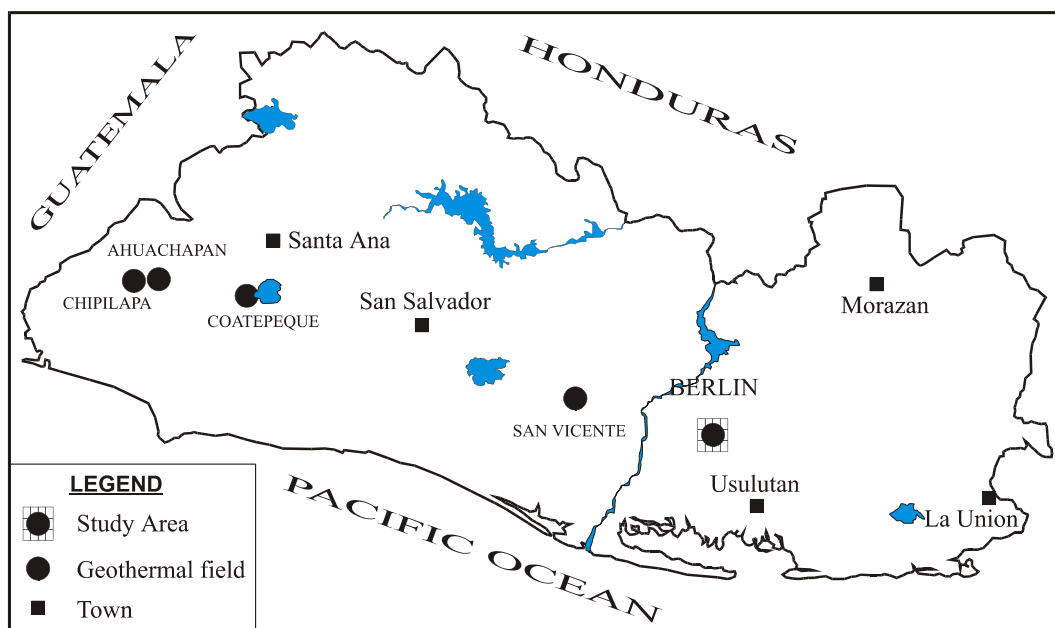 GUATEMALA
HONDURAS
Santa Ana
AHUACHAPAN
CHIPILAPA
COATEPEQUE
San Salvador
Morazan
BERLIN
SAN VICENTE
Usulutan
La Union
PACIFIC OCEAN
LEGEND
Study Area
Geothermal field
Town